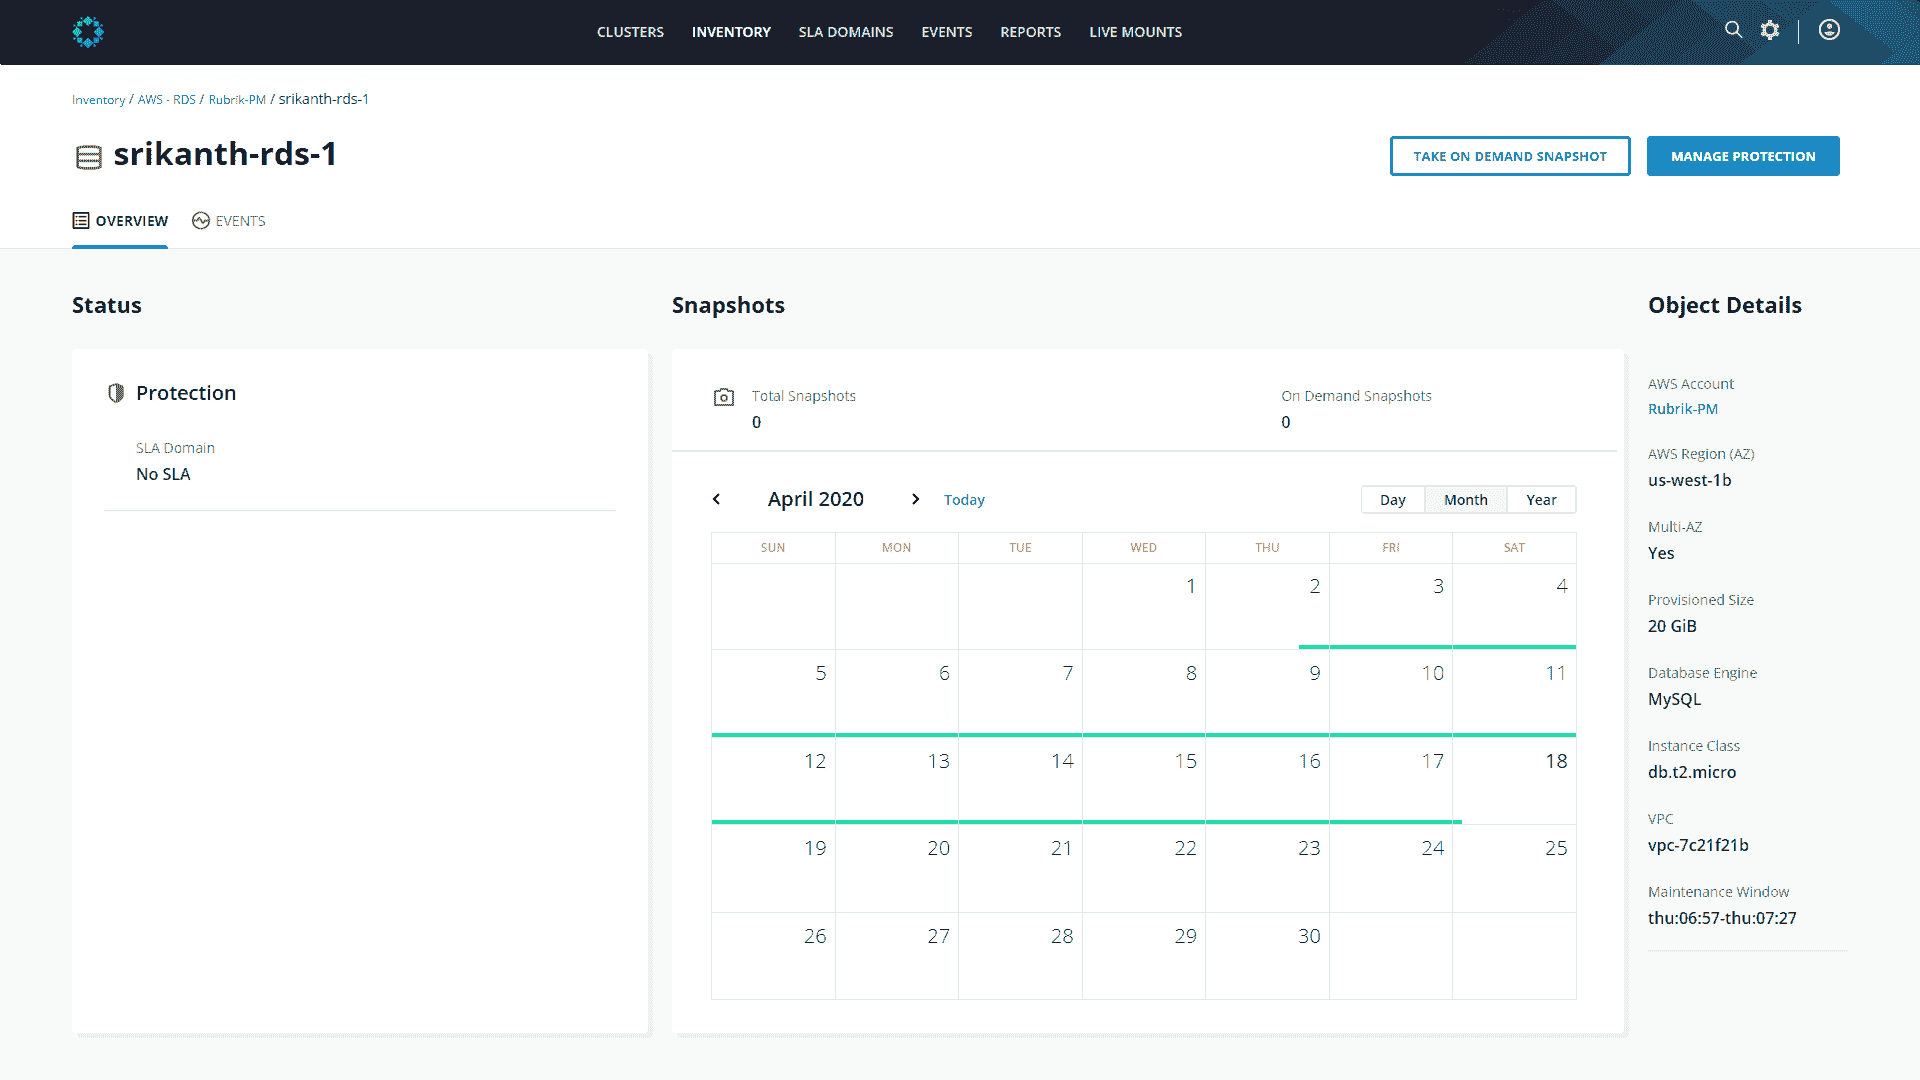 CLUSTERS INVENTORY SLA DOMAINS EVENTS REPORTS LIVE MOUNTS
Inventory / AWS - RDS / Rubrik-PM / srikanth-rds-1
srikanth-rds-1
TAKE ON DEMAND SNAPSHOT
MANAGE PROTECTION
OVERVIEW EVENTS
Status
Protection
SLA Domain
No SLA
Snapshots
Total Snapshots
0
On Demand Snapshots
0
April 2020 Today
Day Month Year
SUN MON TUE WED THU FRI SAT
1 2 3 4
5 6 7 8 9 10 11
12 13 14 15 16 17 18
19 20 21 22 23 24 25
26 27 28 29 30
Object Details
AWS Account
Rubrik-PM
AWS Region (AZ)
us-west-1b
Multi-AZ
Yes
Provisioned Size
20 GiB
Database Engine
MySQL
Instance Class
db.t2.micro
VPC
vpc-7c21f21b
Maintenance Window
thu:06:57-thu:07:27